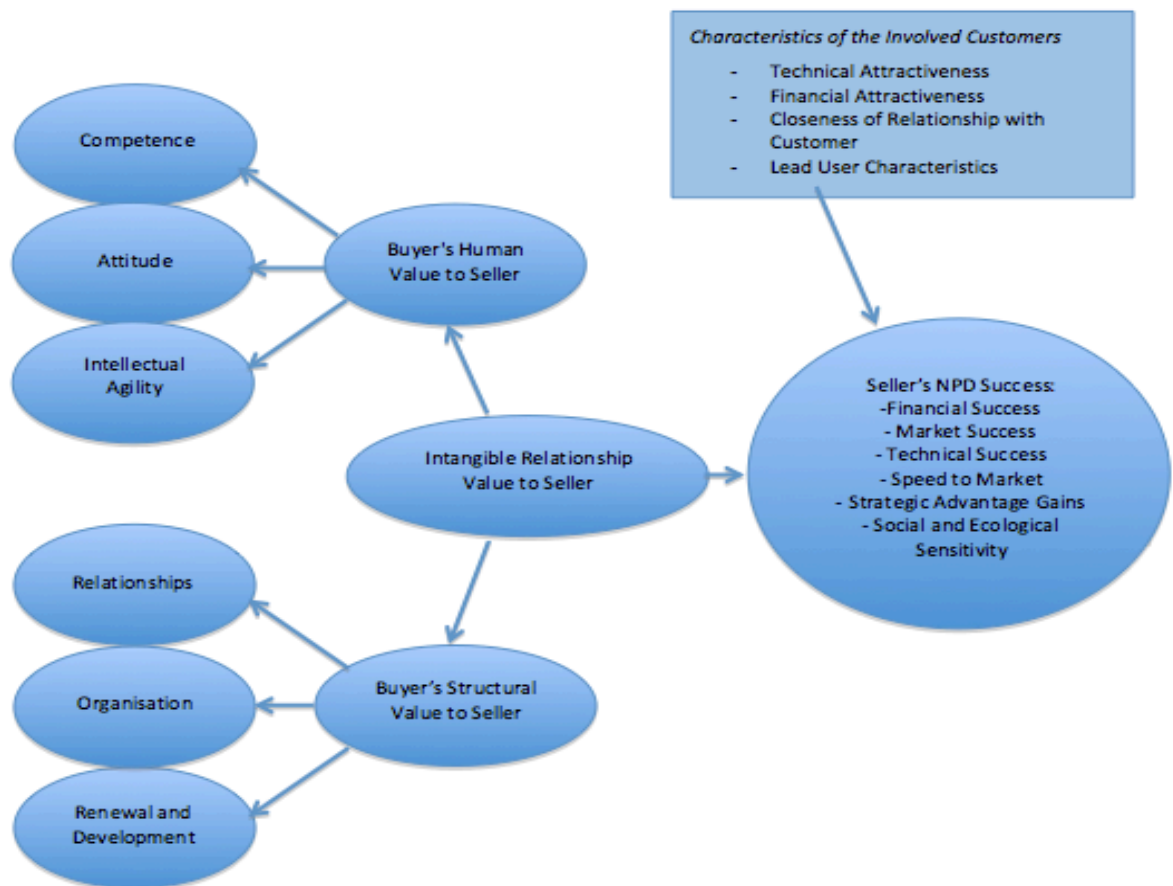 Characteristics of the Involved Customers
- Technical Attractiveness
- Financial Attractiveness
- Closeness of Relationship with
Customer
- Lead User Characteristics
Competence
Attitude
Intellectual
Agility
Buyer's Human
Value to Seller
Intangible Relationship
Value to Seller
Seller's NPD Success:
-Financial Success
- Market Success
- Technical Success
- Speed to Market
- Strategic Advantage Gains
- Social and Ecological
Sensitivity
Relationships
Organisation
Renewal and
Development
Buyer's Structural
Value to Seller